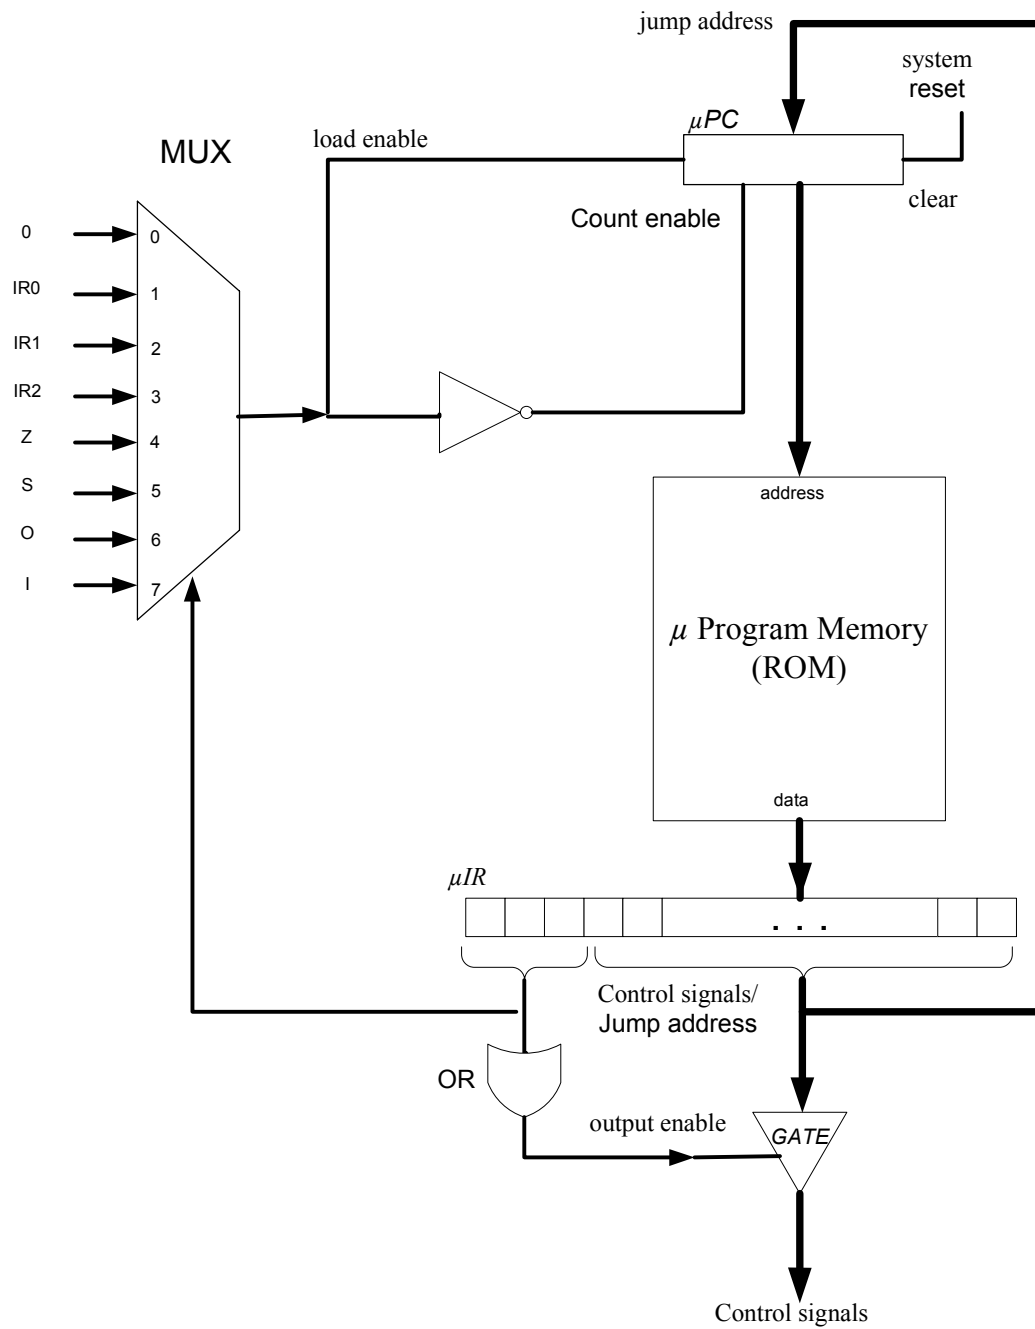 jump address
system
reset
µPC
load enable
MUX
clear
Count enable
0
0
IR0
1
IR1
2
IR2
3
Z
4
S
5
O
6
I
7
address
µ Program Memory
(ROM)
data
µIR
. . .
Control signals/
Jump address
OR
output enable
GATE
Control signals